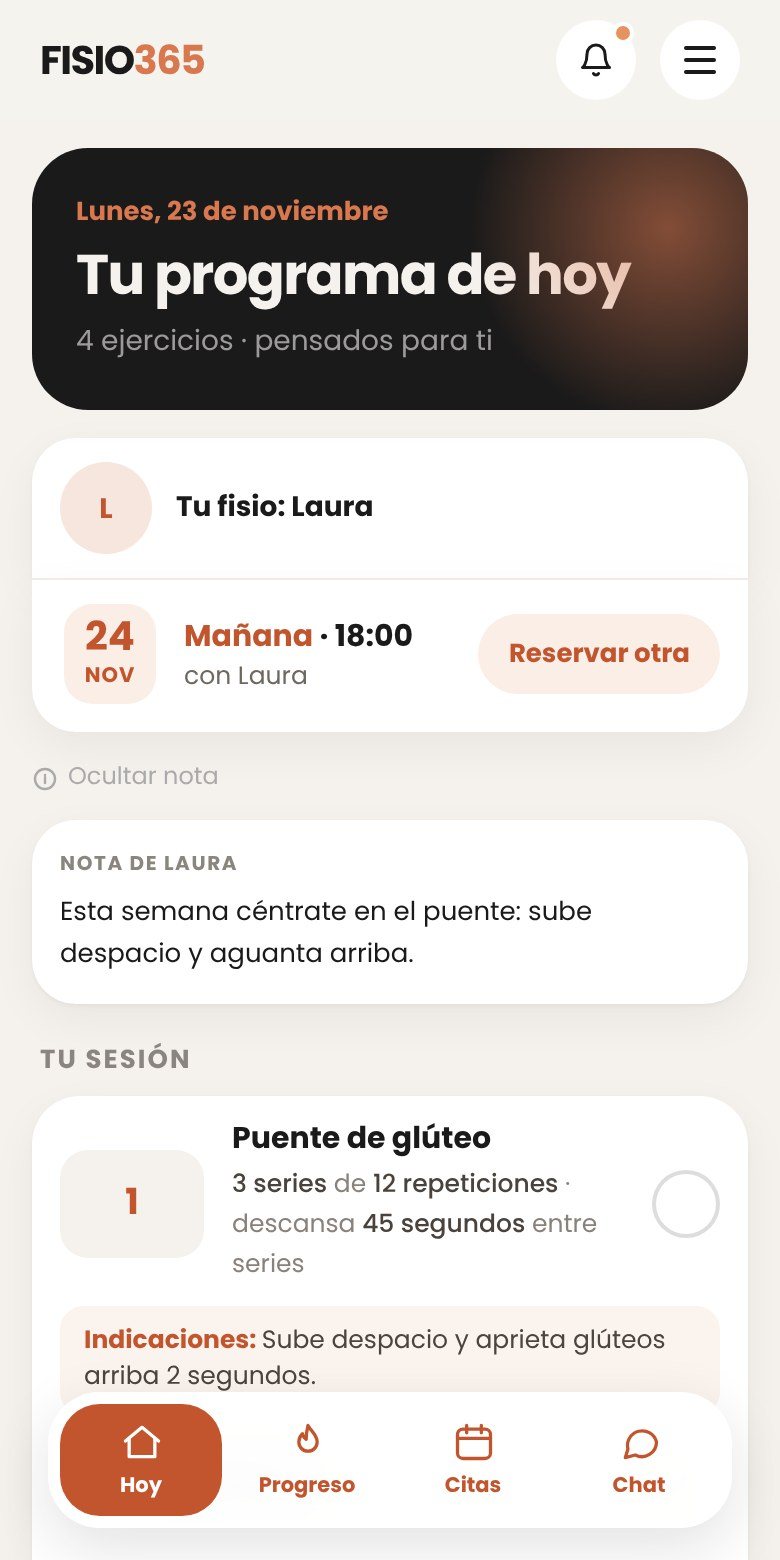 FISIO365
Lunes, 23 de noviembre
Tu programa de hoy
4 ejercicios · pensados para ti
L
Tu fisio: Laura
24
NOV
Mañana · 18:00
con Laura
Reservar otra
Ocultar nota
NOTA DE LAURA
Esta semana céntrate en el puente: sube
despacio y aguanta arriba.
TU SESIÓN
1
Puente de glúteo
3 series de 12 repeticiones ·
descansa 45 segundos entre
series
Indicaciones: Sube despacio y aprieta glúteos
arriba 2 segundos.
Hoy
Progreso
Citas
Chat